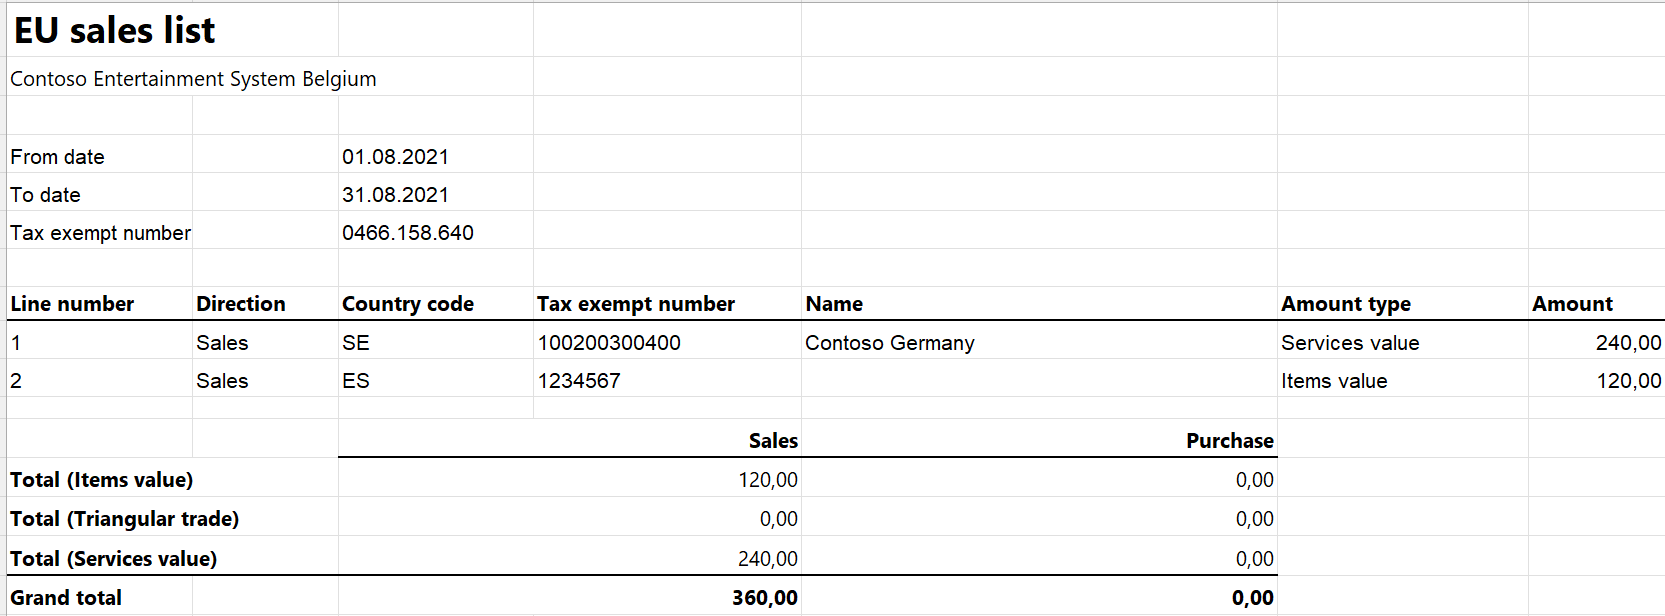 EU sales list
Contoso Entertainment System Belgium
From date 01.08.2021
To date 31.08.2021
Tax exempt number 0466.158.640
Line number Direction Country code Tax exempt number Name Amount type Amount
1 Sales SE 100200300400 Contoso Germany Services value 240,00
2 Sales ES 1234567 Items value 120,00
Sales Purchase
Total (Items value) 120,00 0,00
Total (Triangular trade) 0,00 0,00
Total (Services value) 240,00 0,00
Grand total 360,00 0,00